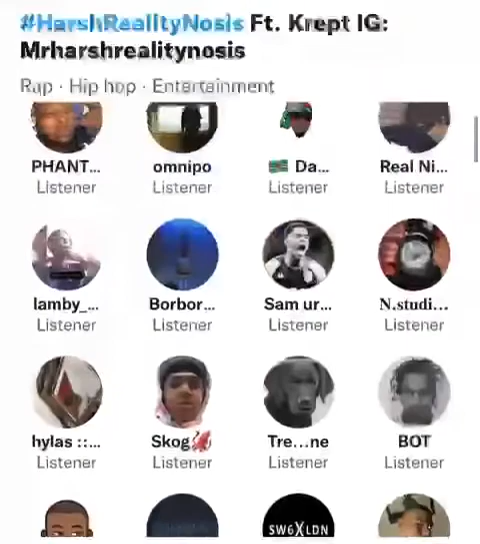 #HarshRealityNosis Ft. Krept IG:
Mrharshrealitynosis
Rap · Hip hop · Entertainment
PHANT... omnipo Da... Real Ni...
Listener Listener Listener Listener
lamby_... Borbor... Sam ur... N.studi...
Listener Listener Listener Listener
hylas ::... Skog Tre...ne BOT
Listener Listener Listener Listener
SW6XLDN